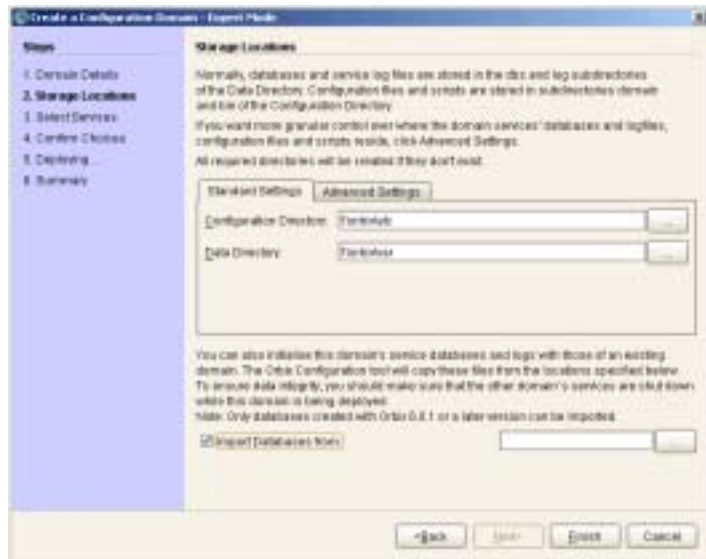 Create a Configuration Domain - Expert Mode
Steps
1. Domain Details
2. Storage Locations
3. Select Services
4. Confirm Choices
5. Deploying...
6. Summary
Storage Locations
Normally, databases and service log files are stored in the dbs and log subdirectories
of the Data Directory. Configuration files and scripts are stored in subdirectories domain
and bin of the Configuration Directory.
If you want more granular control over where the domain services' databases and logfiles,
configuration files and scripts reside, click Advanced Settings.
All required directories will be created if they don't exist.
Standard Settings
Advanced Settings
Configuration Directory:
...
Data Directory:
...
You can also initialise this domain's service databases and logs with those of an existing
domain. The Orbix Configuration tool will copy these files from the locations specified below.
To ensure data integrity, you should make sure that the other domain's services are shut down
while this domain is being deployed.
Note: Only databases created with Orbix 6.0.1 or a later version can be imported.
Import Databases from:
...
<Back
Next>
Finish
Cancel